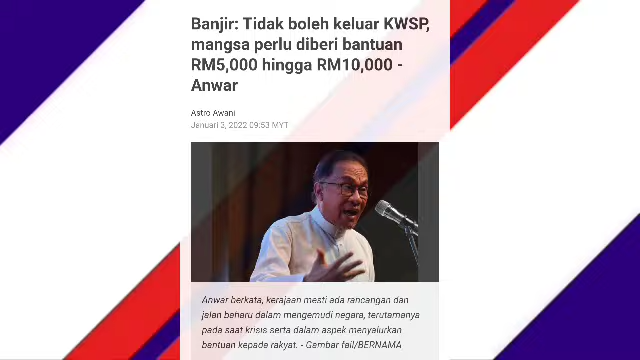 Banjir: Tidak boleh keluar KWSP,
mangsa perlu diberi bantuan
RM5,000 hingga RM10,000 -
Anwar
Astro Awani
Januari 3, 2022 09:53 MYT
Anwar berkata, kerajaan mesti ada rancangan dan
jalan baharu dalam mengemudi negara, terutamanya
pada saat krisis serta dalam aspek menyalurkan
bantuan kepada rakyat. - Gambar fail/BERNAMA